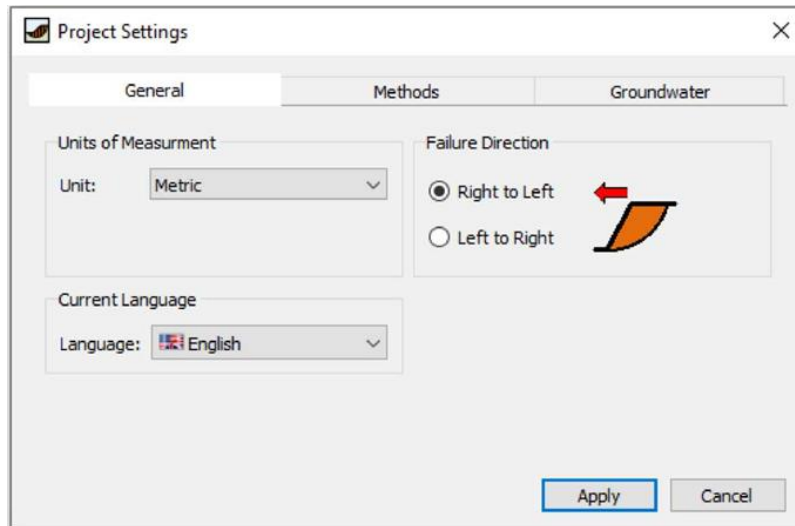 Project Settings
General Methods Groundwater
Units of Measurment
Unit: Metric
Failure Direction
Right to Left
Left to Right
Current Language
Language: English
Apply Cancel